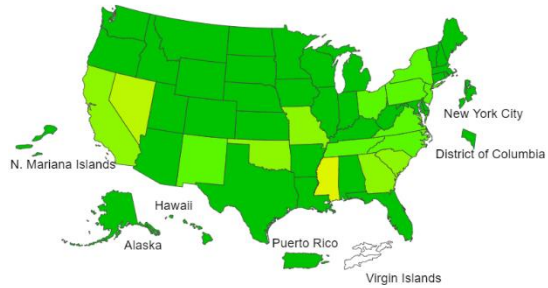 New York City
District of Columbia
N. Mariana Islands
Hawaii
Alaska
Puerto Rico
Virgin Islands